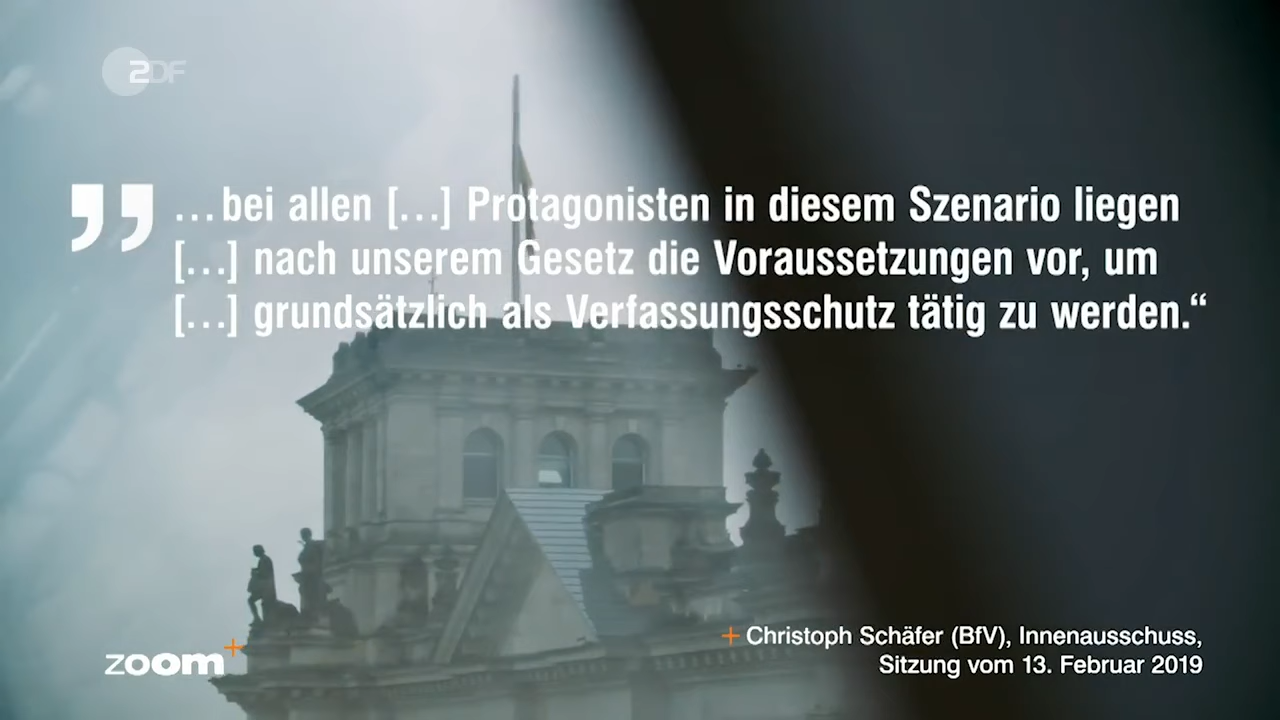 ZDF
…bei allen […] Protagonisten in diesem Szenario liegen
[…] nach unserem Gesetz die Voraussetzungen vor, um
[…] grundsätzlich als Verfassungsschutz tätig zu werden.“
+ Christoph Schäfer (BfV), Innenausschuss,
Sitzung vom 13. Februar 2019
zoom+